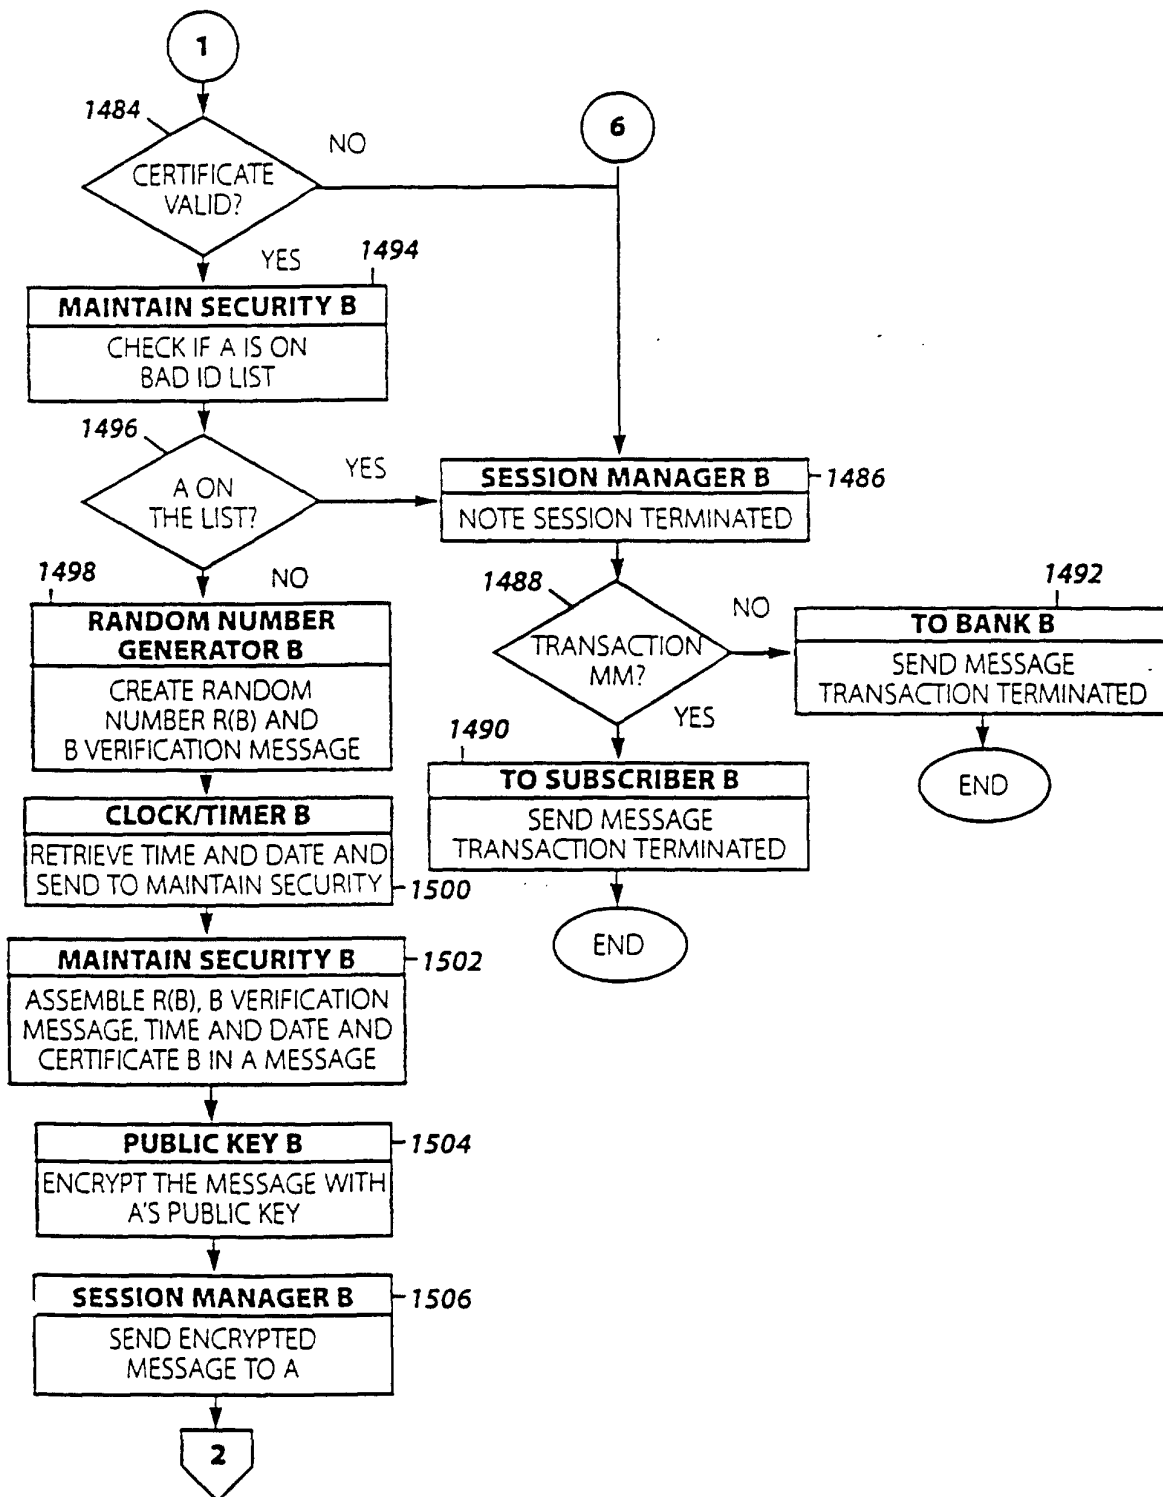 1
1484
CERTIFICATE
VALID?
NO
6
YES
1494
MAINTAIN SECURITY B
CHECK IF A IS ON
BAD ID LIST
1496
A ON
THE LIST?
YES
SESSION MANAGER B
1486
NOTE SESSION TERMINATED
NO
1498
RANDOM NUMBER
GENERATOR B
CREATE RANDOM
NUMBER R(B) AND
B VERIFICATION MESSAGE
1488
TRANSACTION
MM?
NO
1492
TO BANK B
SEND MESSAGE
TRANSACTION TERMINATED
END
YES
1490
TO SUBSCRIBER B
SEND MESSAGE
TRANSACTION TERMINATED
END
CLOCK/TIMER B
RETRIEVE TIME AND DATE AND
SEND TO MAINTAIN SECURITY
1500
MAINTAIN SECURITY B
1502
ASSEMBLE R(B), B VERIFICATION
MESSAGE, TIME AND DATE AND
CERTIFICATE B IN A MESSAGE
PUBLIC KEY B
1504
ENCRYPT THE MESSAGE WITH
A'S PUBLIC KEY
SESSION MANAGER B
1506
SEND ENCRYPTED
MESSAGE TO A
2